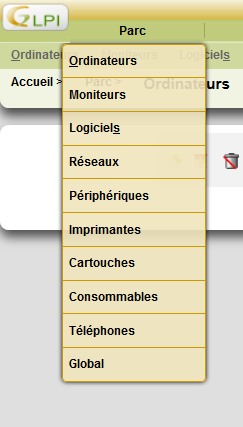 GLPI
Parc
Ordinateurs Moniteurs Logiciels
Accueil > Parc > Ordinateurs
Ordinateurs
Moniteurs
Logiciels
Réseaux
Périphériques
Imprimantes
Cartouches
Consommables
Téléphones
Global